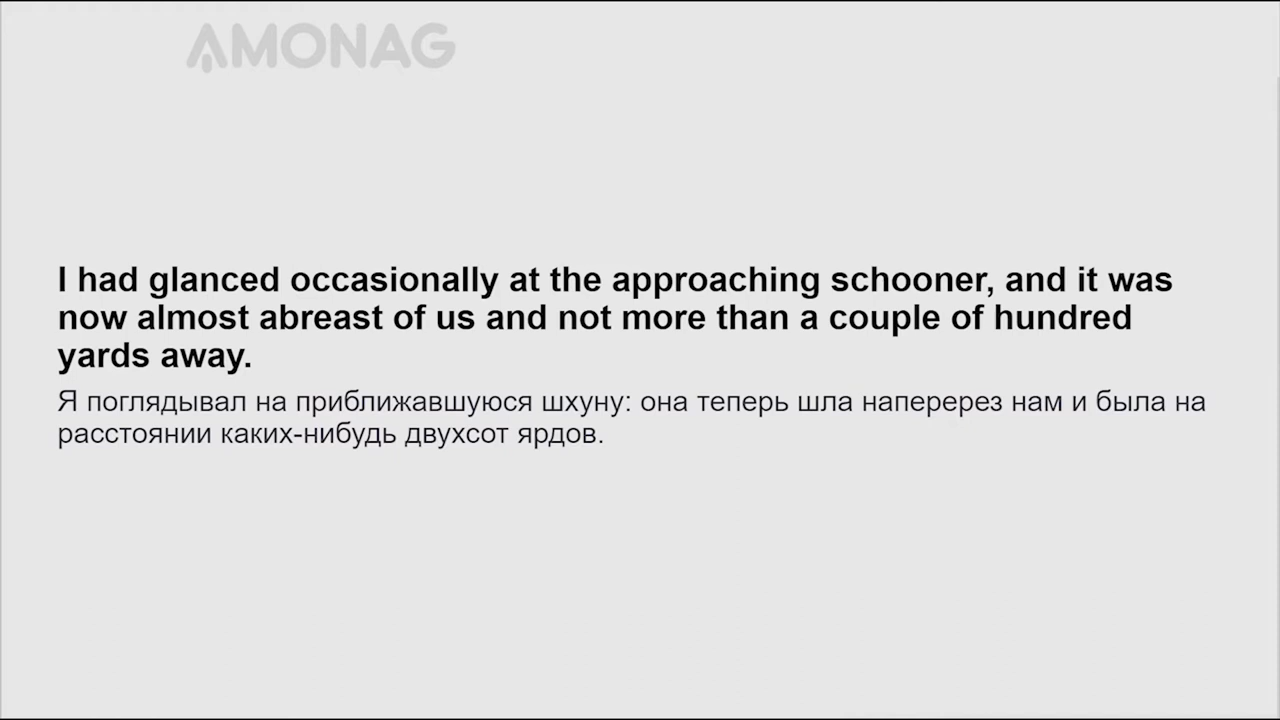 AMONAG
I had glanced occasionally at the approaching schooner, and it was
now almost abreast of us and not more than a couple of hundred
yards away.
Я поглядывал на приближавшуюся шхуну: она теперь шла наперерез нам и была на
расстоянии каких-нибудь двухсот ярдов.